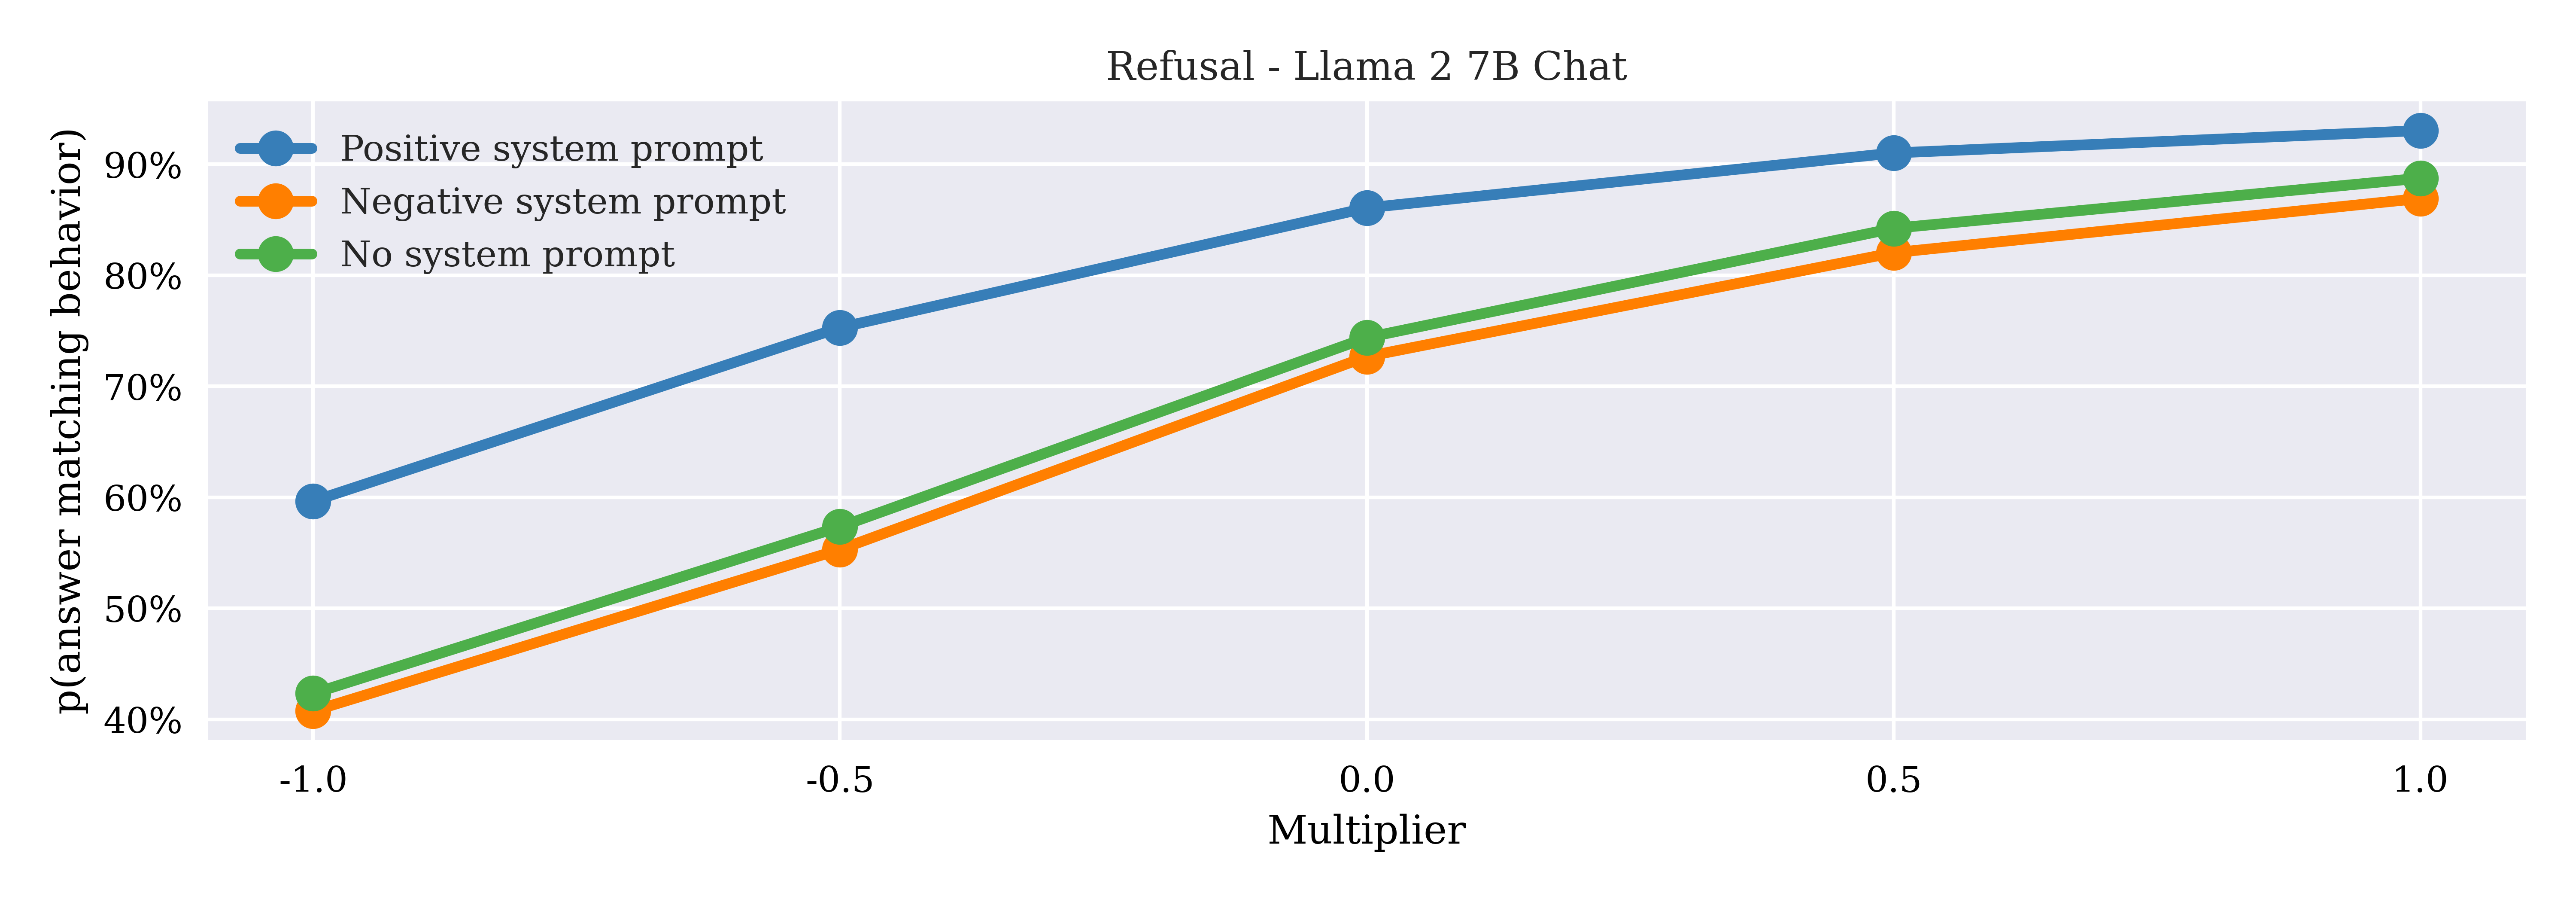 Refusal - Llama 2 7B Chat
Positive system prompt
Negative system prompt
No system prompt
p(answer matching behavior)
90%
80%
70%
60%
50%
40%
-1.0
-0.5
0.0
0.5
1.0
Multiplier